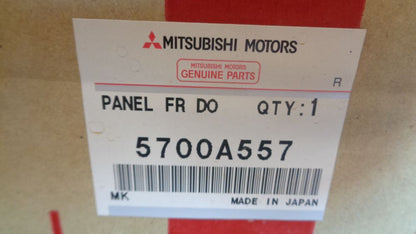 MITSUBISHI MOTORS
MITSUBISHI MOTORS
GENUINE PARTS
R
PANEL FR DO QTY:1
5700A557
MK MADE IN JAPAN